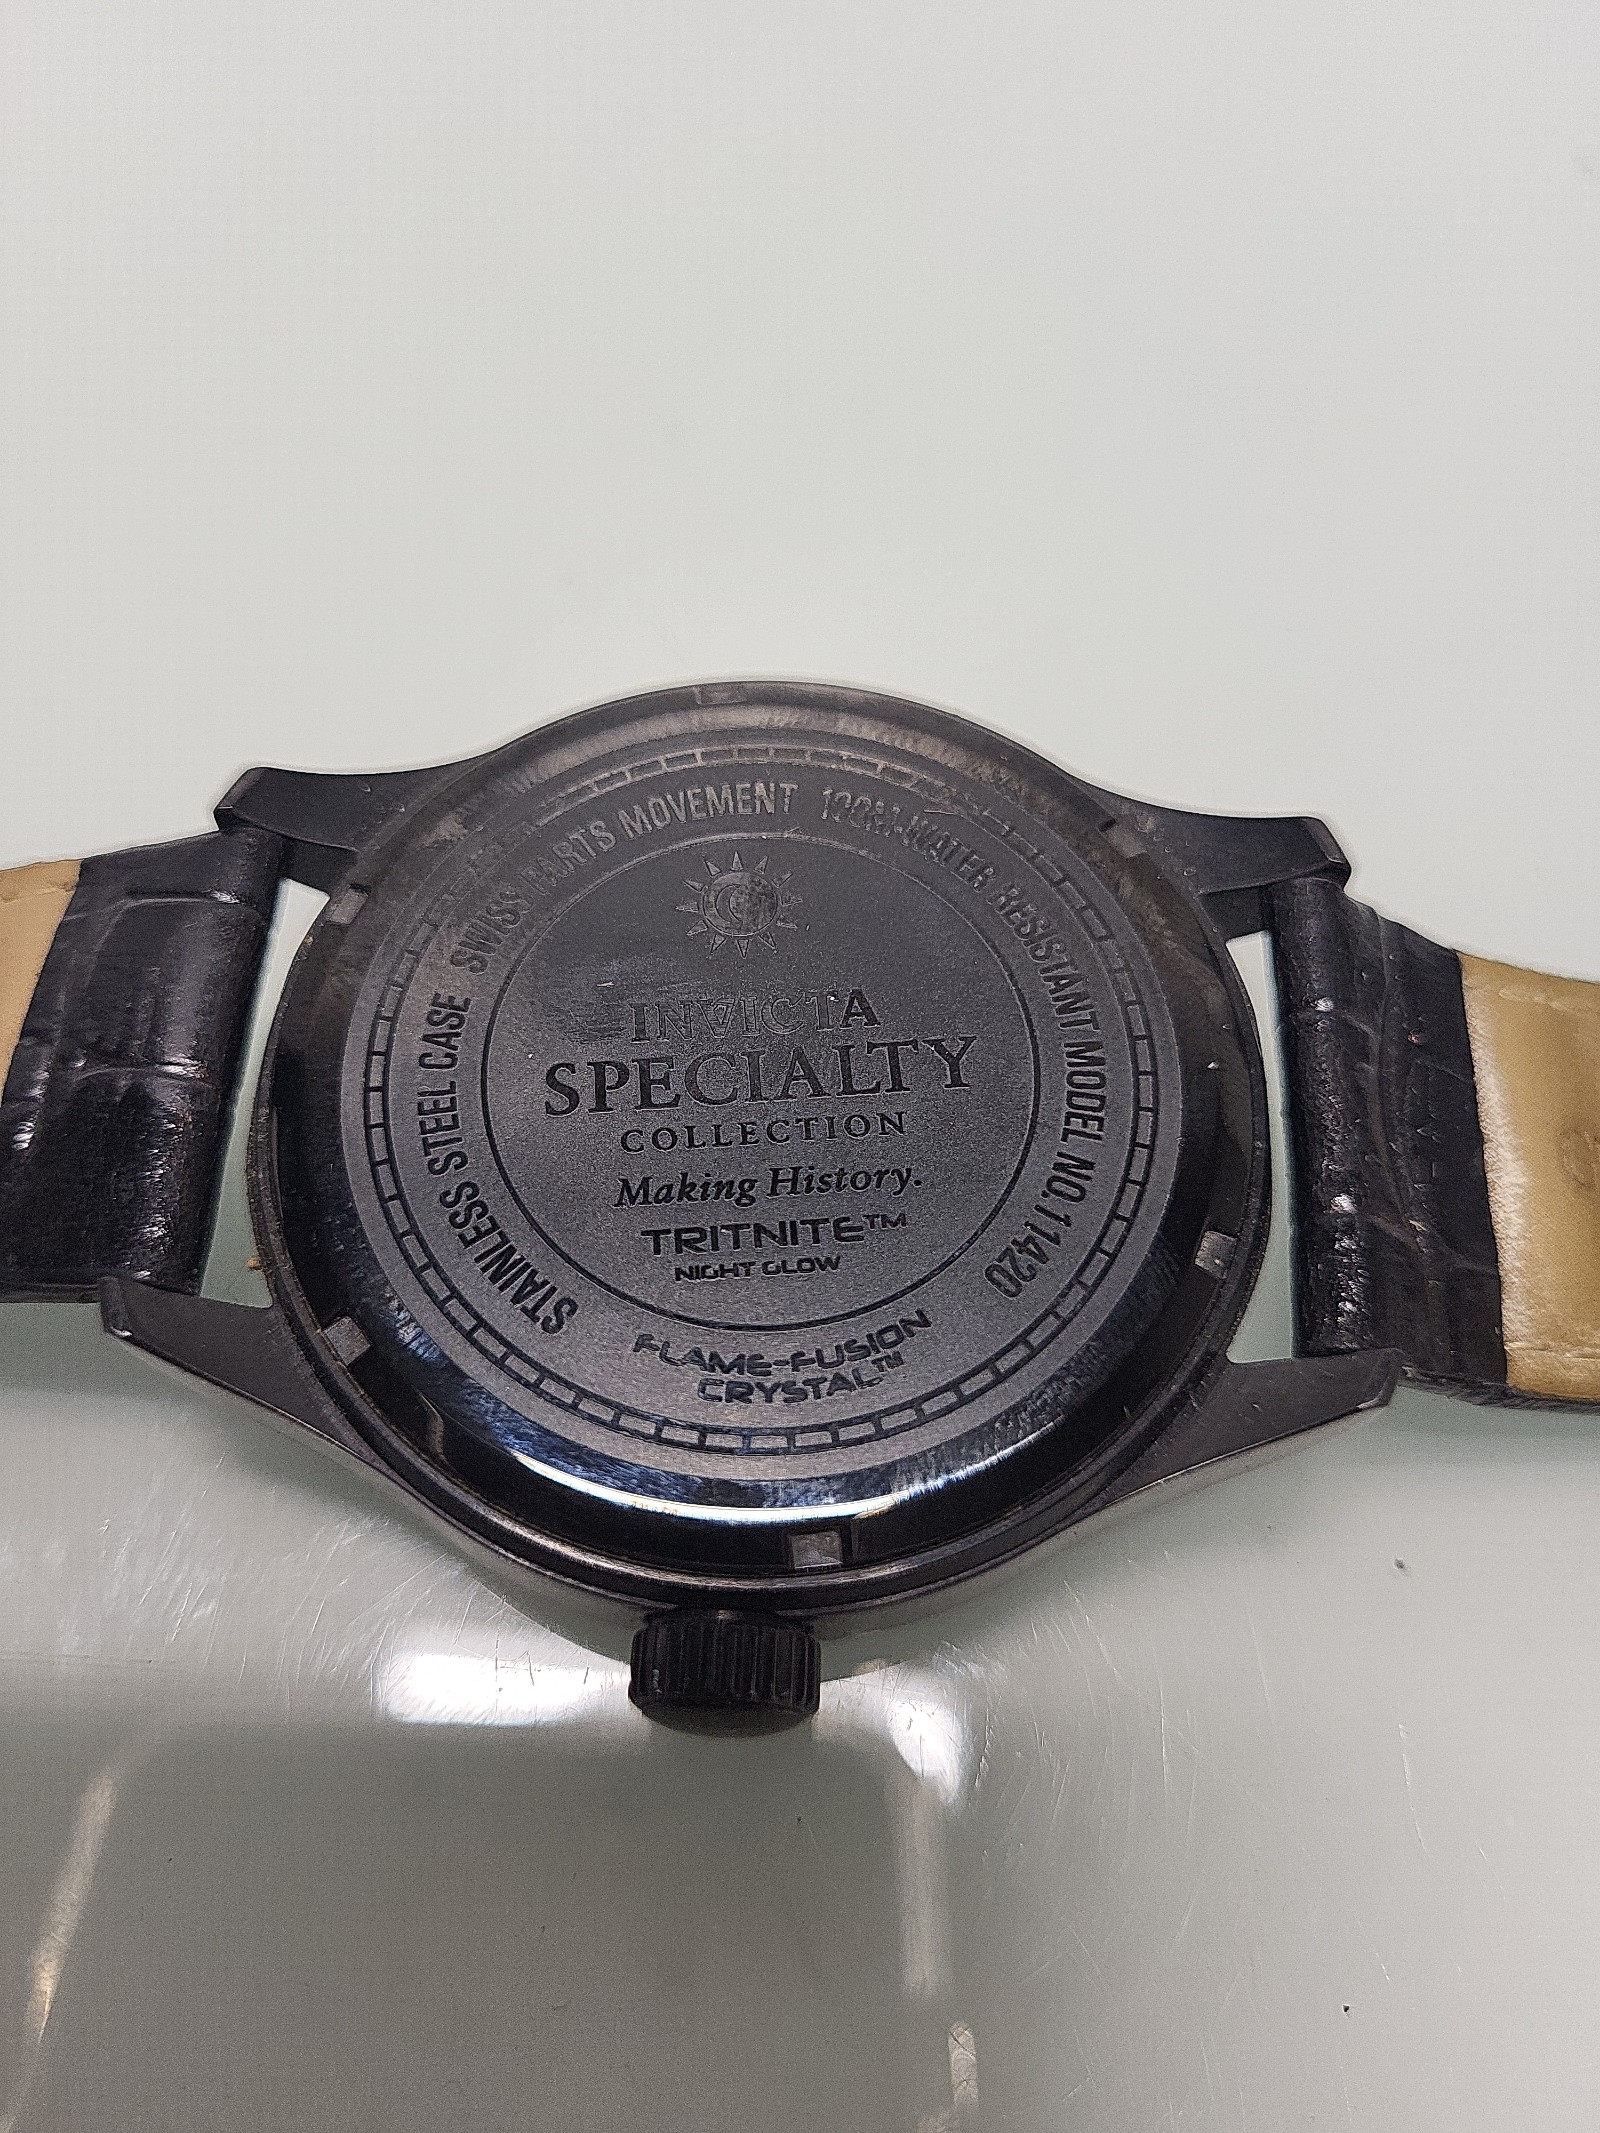 STAINLESS STEEL CASE SWISS PARTS MOVEMENT 100M-WATER RESISTANT MODEL NO.11420
INVICTA
SPECIALTY
COLLECTION
Making History.
TRITNITE™
NIGHT GLOW
FLAME-FUSION
CRYSTAL™